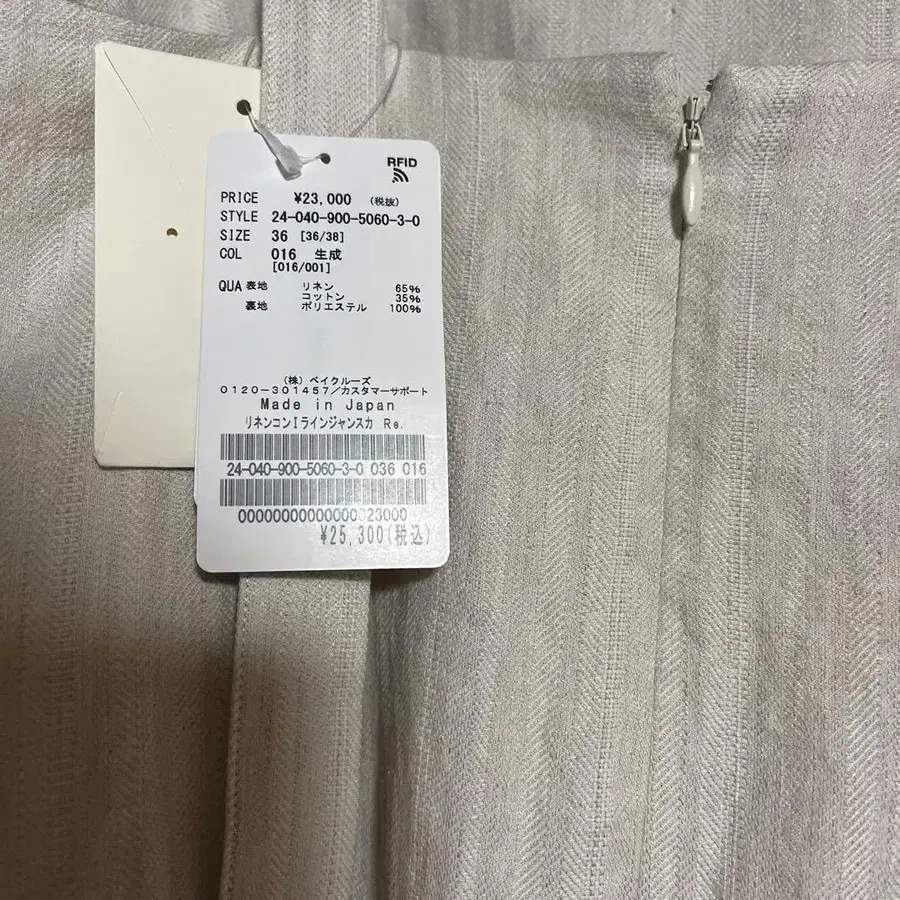 RFID
PRICE ¥23,000 (税抜)
STYLE 24-040-900-5060-3-0
SIZE 36 [36/38]
COL 016 生成
[016/001]
QUA 表地 リネン 65%
コットン 35%
裏地 ポリエステル 100%
(株) ベイクルーズ
0120-301457/カスタマーサポート
Made in Japan
リネンコンIラインジャンスカ Re.
24-040-900-5060-3-0 036 016
00000000000000023000
¥25,300(税込)